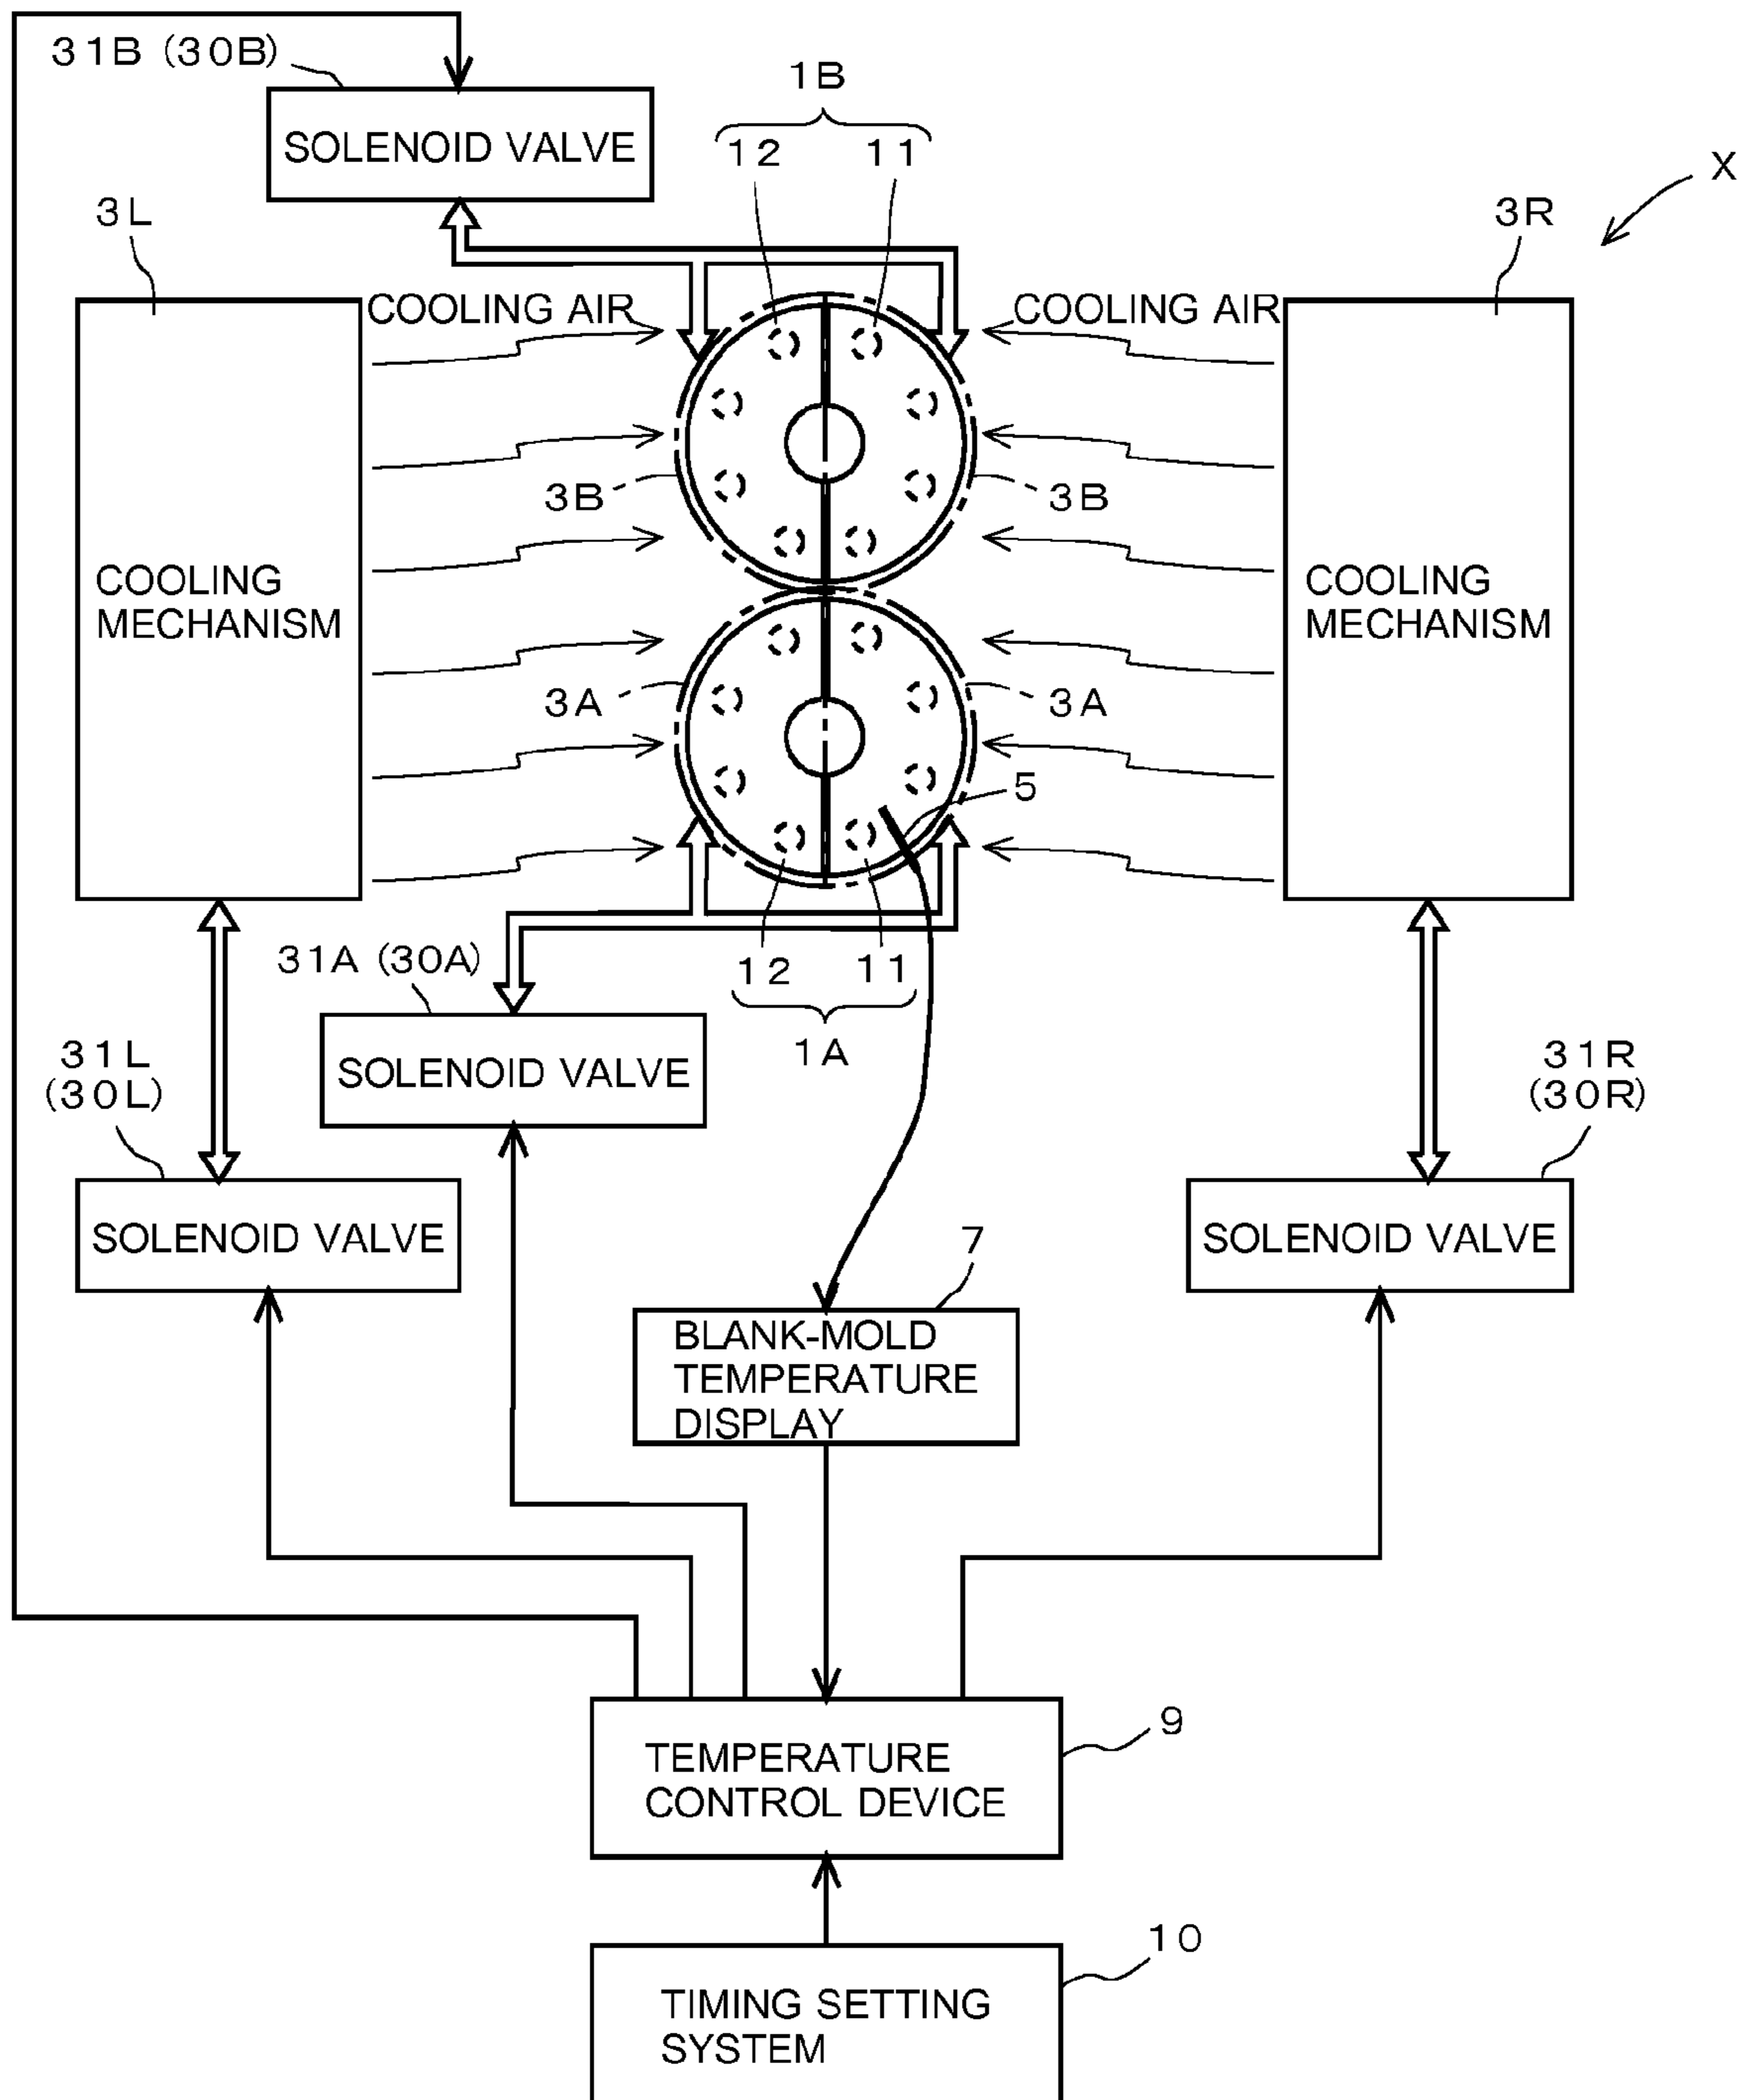 31B (30B)
1B
SOLENOID VALVE
12
11
X
3L
3R
COOLING AIR
COOLING AIR
3B
3B
COOLING
MECHANISM
COOLING
MECHANISM
3A
3A
5
31A (30A)
12
11
1A
31L
(30L)
SOLENOID VALVE
31R
(30R)
SOLENOID VALVE
SOLENOID VALVE
7
BLANK-MOLD
TEMPERATURE
DISPLAY
9
TEMPERATURE
CONTROL DEVICE
10
TIMING SETTING
SYSTEM